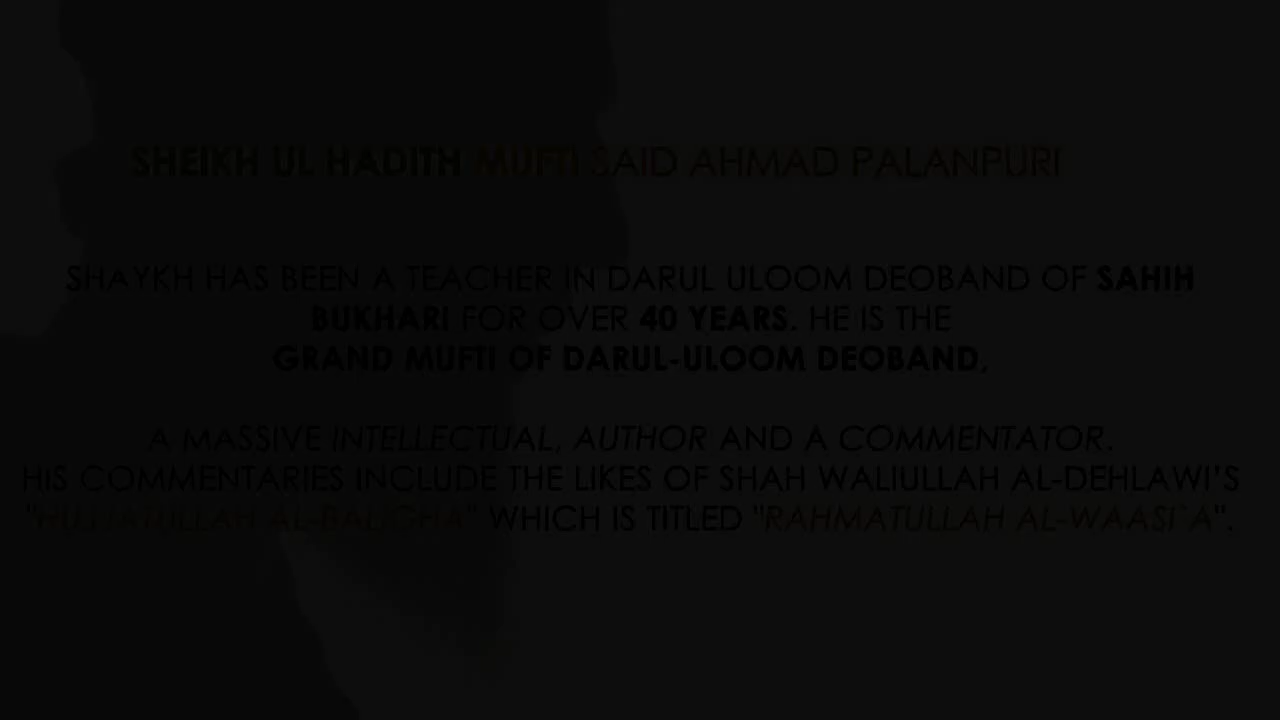 SHEIKH UL HADITH MUFTI SAID AHMAD PALANPURI
SHAYKH HAS BEEN A TEACHER IN DARUL ULOOM DEOBAND OF SAHIH
BUKHARI FOR OVER 40 YEARS. HE IS THE
GRAND MUFTI OF DARUL-ULOOM DEOBAND,
A MASSIVE INTELLECTUAL, AUTHOR AND A COMMENTATOR.
HIS COMMENTARIES INCLUDE THE LIKES OF SHAH WALIULLAH AL-DEHLAWI'S
"HUJJATULLAH AL-BALIGHA" WHICH IS TITLED "RAHMATULLAH AL-WAASI`A".